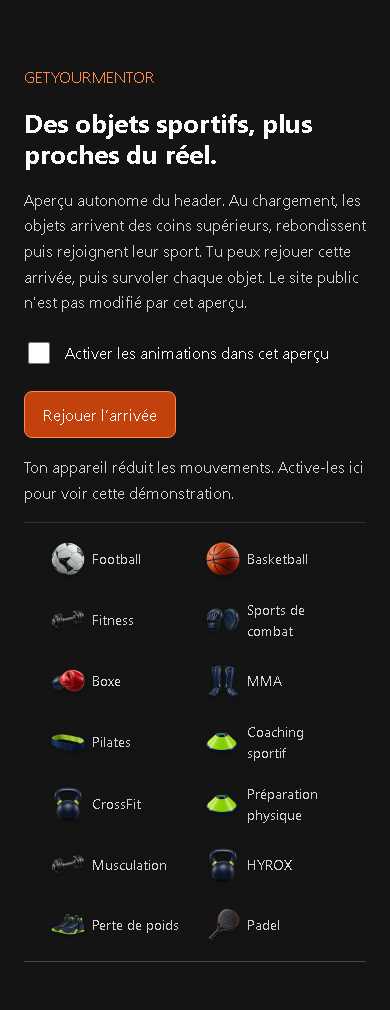 GETYOURMENTOR
Des objets sportifs, plus
proches du réel.
Aperçu autonome du header. Au chargement, les
objets arrivent des coins supérieurs, rebondissent
puis rejoignent leur sport. Tu peux rejouer cette
arrivée, puis survoler chaque objet. Le site public
n'est pas modifié par cet aperçu.
Activer les animations dans cet aperçu
Rejouer l'arrivée
Ton appareil réduit les mouvements. Active-les ici
pour voir cette démonstration.
Football
Basketball
Fitness
Sports de
combat
Boxe
MMA
Pilates
Coaching
sportif
CrossFit
Préparation
physique
Musculation
HYROX
Perte de poids
Padel